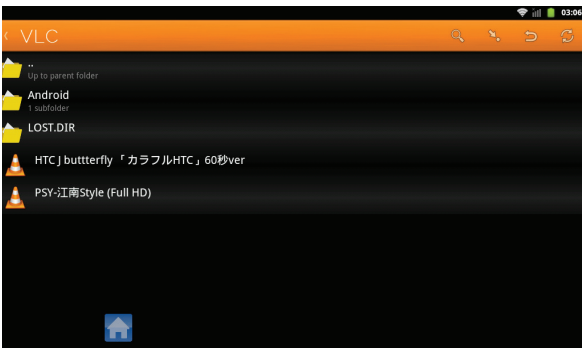 03:06
VLC
..
Up to parent folder
Android
1 subfolder
LOST.DIR
HTC J buttterfly 「カラフルHTC」60秒ver
PSY-江南Style (Full HD)